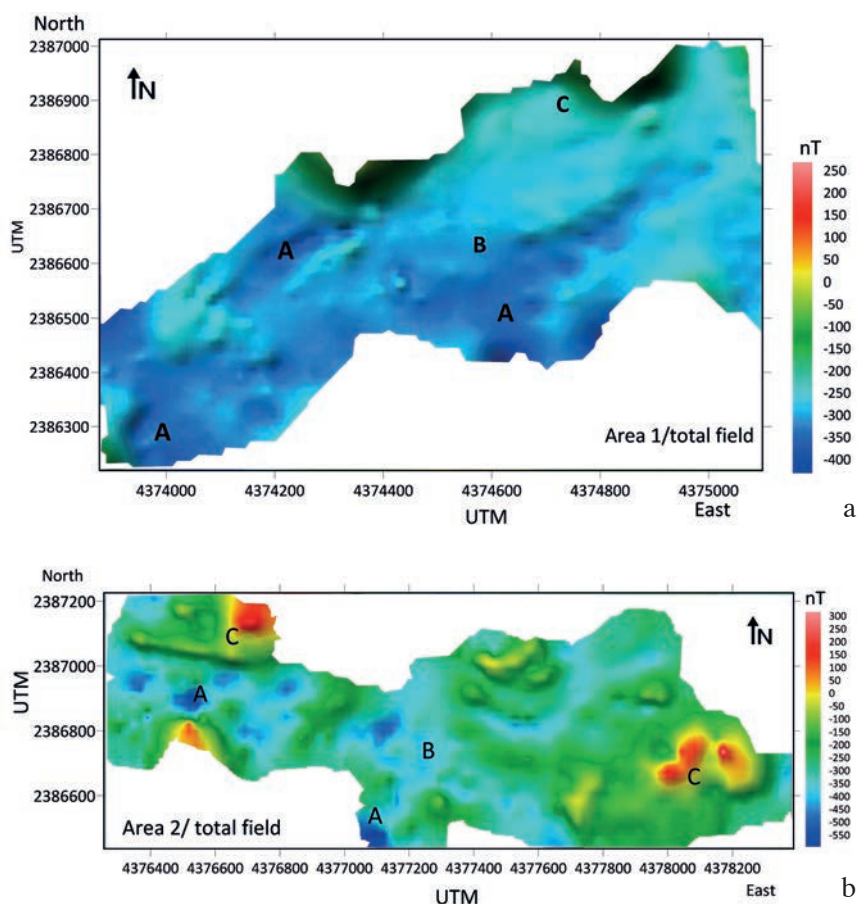 North
2387000
2386900
2386800
2386700
2386600
2386500
2386400
2386300
UTM
N
C
A
B
A
A
Area 1/total field
nT
250
200
150
100
50
0
-50
-100
-150
-200
-250
-300
-350
-400
4374000 4374200 4374400 4374600 4374800 4375000
UTM East
a
North
2387200
2387000
2386800
2386600
UTM
N
C
A
B
C
A
Area 2/ total field
nT
300
250
200
150
100
50
0
-50
-100
-150
-200
-250
-300
-350
-400
-450
-500
-550
4376400 4376600 4376800 4377000 4377200 4377400 4377600 4377800 4378000 4378200
UTM East
b